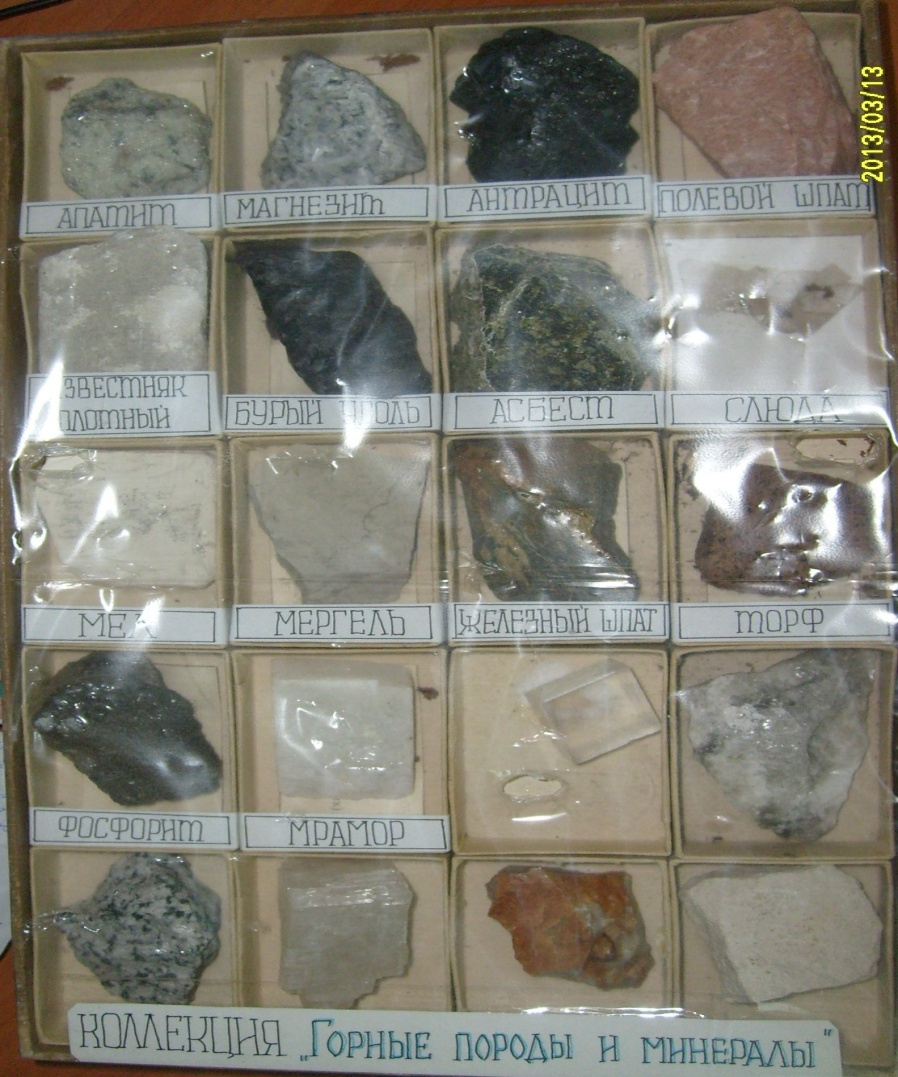 2013/03/13
АПАТИТ
МАГНЕЗИТ
АНТРАЦИТ
ПОЛЕВОЙ ШПАТ
ИЗВЕСТНЯК
ПЛОТНЫЙ
БУРЫЙ УГОЛЬ
АСБЕСТ
СЛЮДА
МЕЛ
МЕРГЕЛЬ
ЖЕЛЕЗНЫЙ ШПАТ
ТОРФ
ФОСФОРИТ
МРАМОР
КОЛЛЕКЦИЯ „ГОРНЫЕ ПОРОДЫ И МИНЕРАЛЫ"